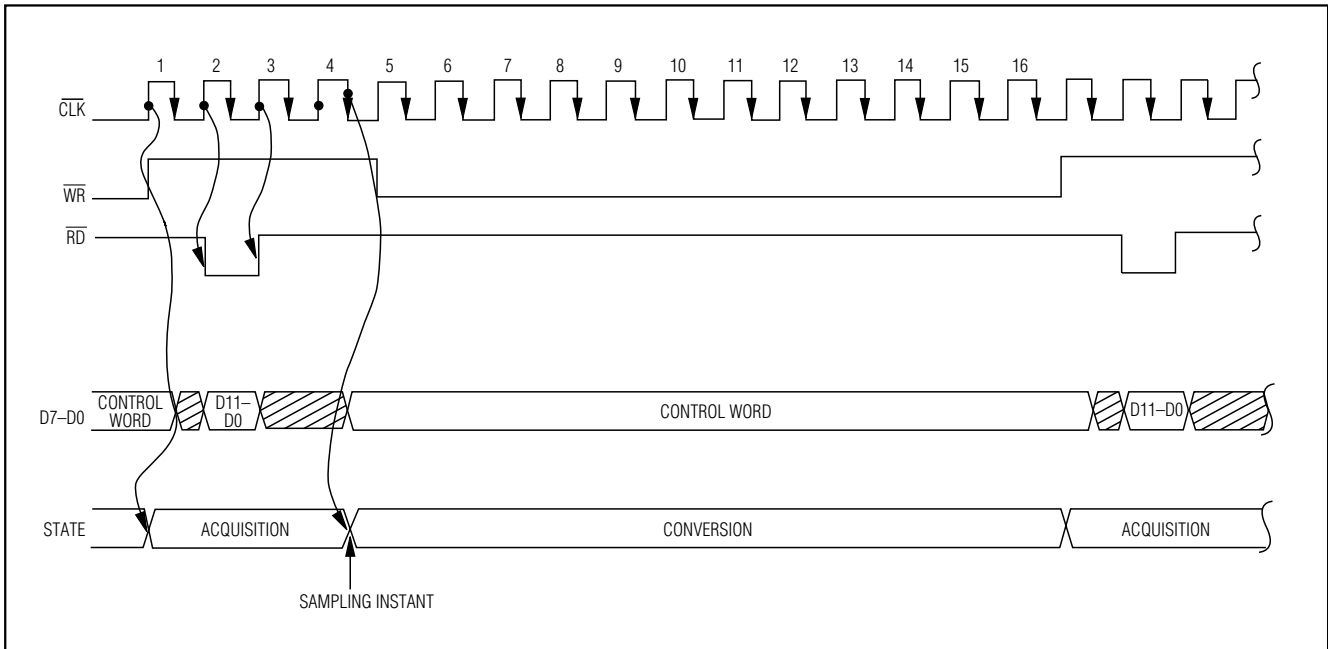 1 2 3 4 5 6 7 8 9 10 11 12 13 14 15 16
CLK
WR
RD
D7–D0
CONTROL
WORD
D11–
D0
CONTROL WORD
D11–D0
STATE
ACQUISITION
CONVERSION
ACQUISITION
SAMPLING INSTANT